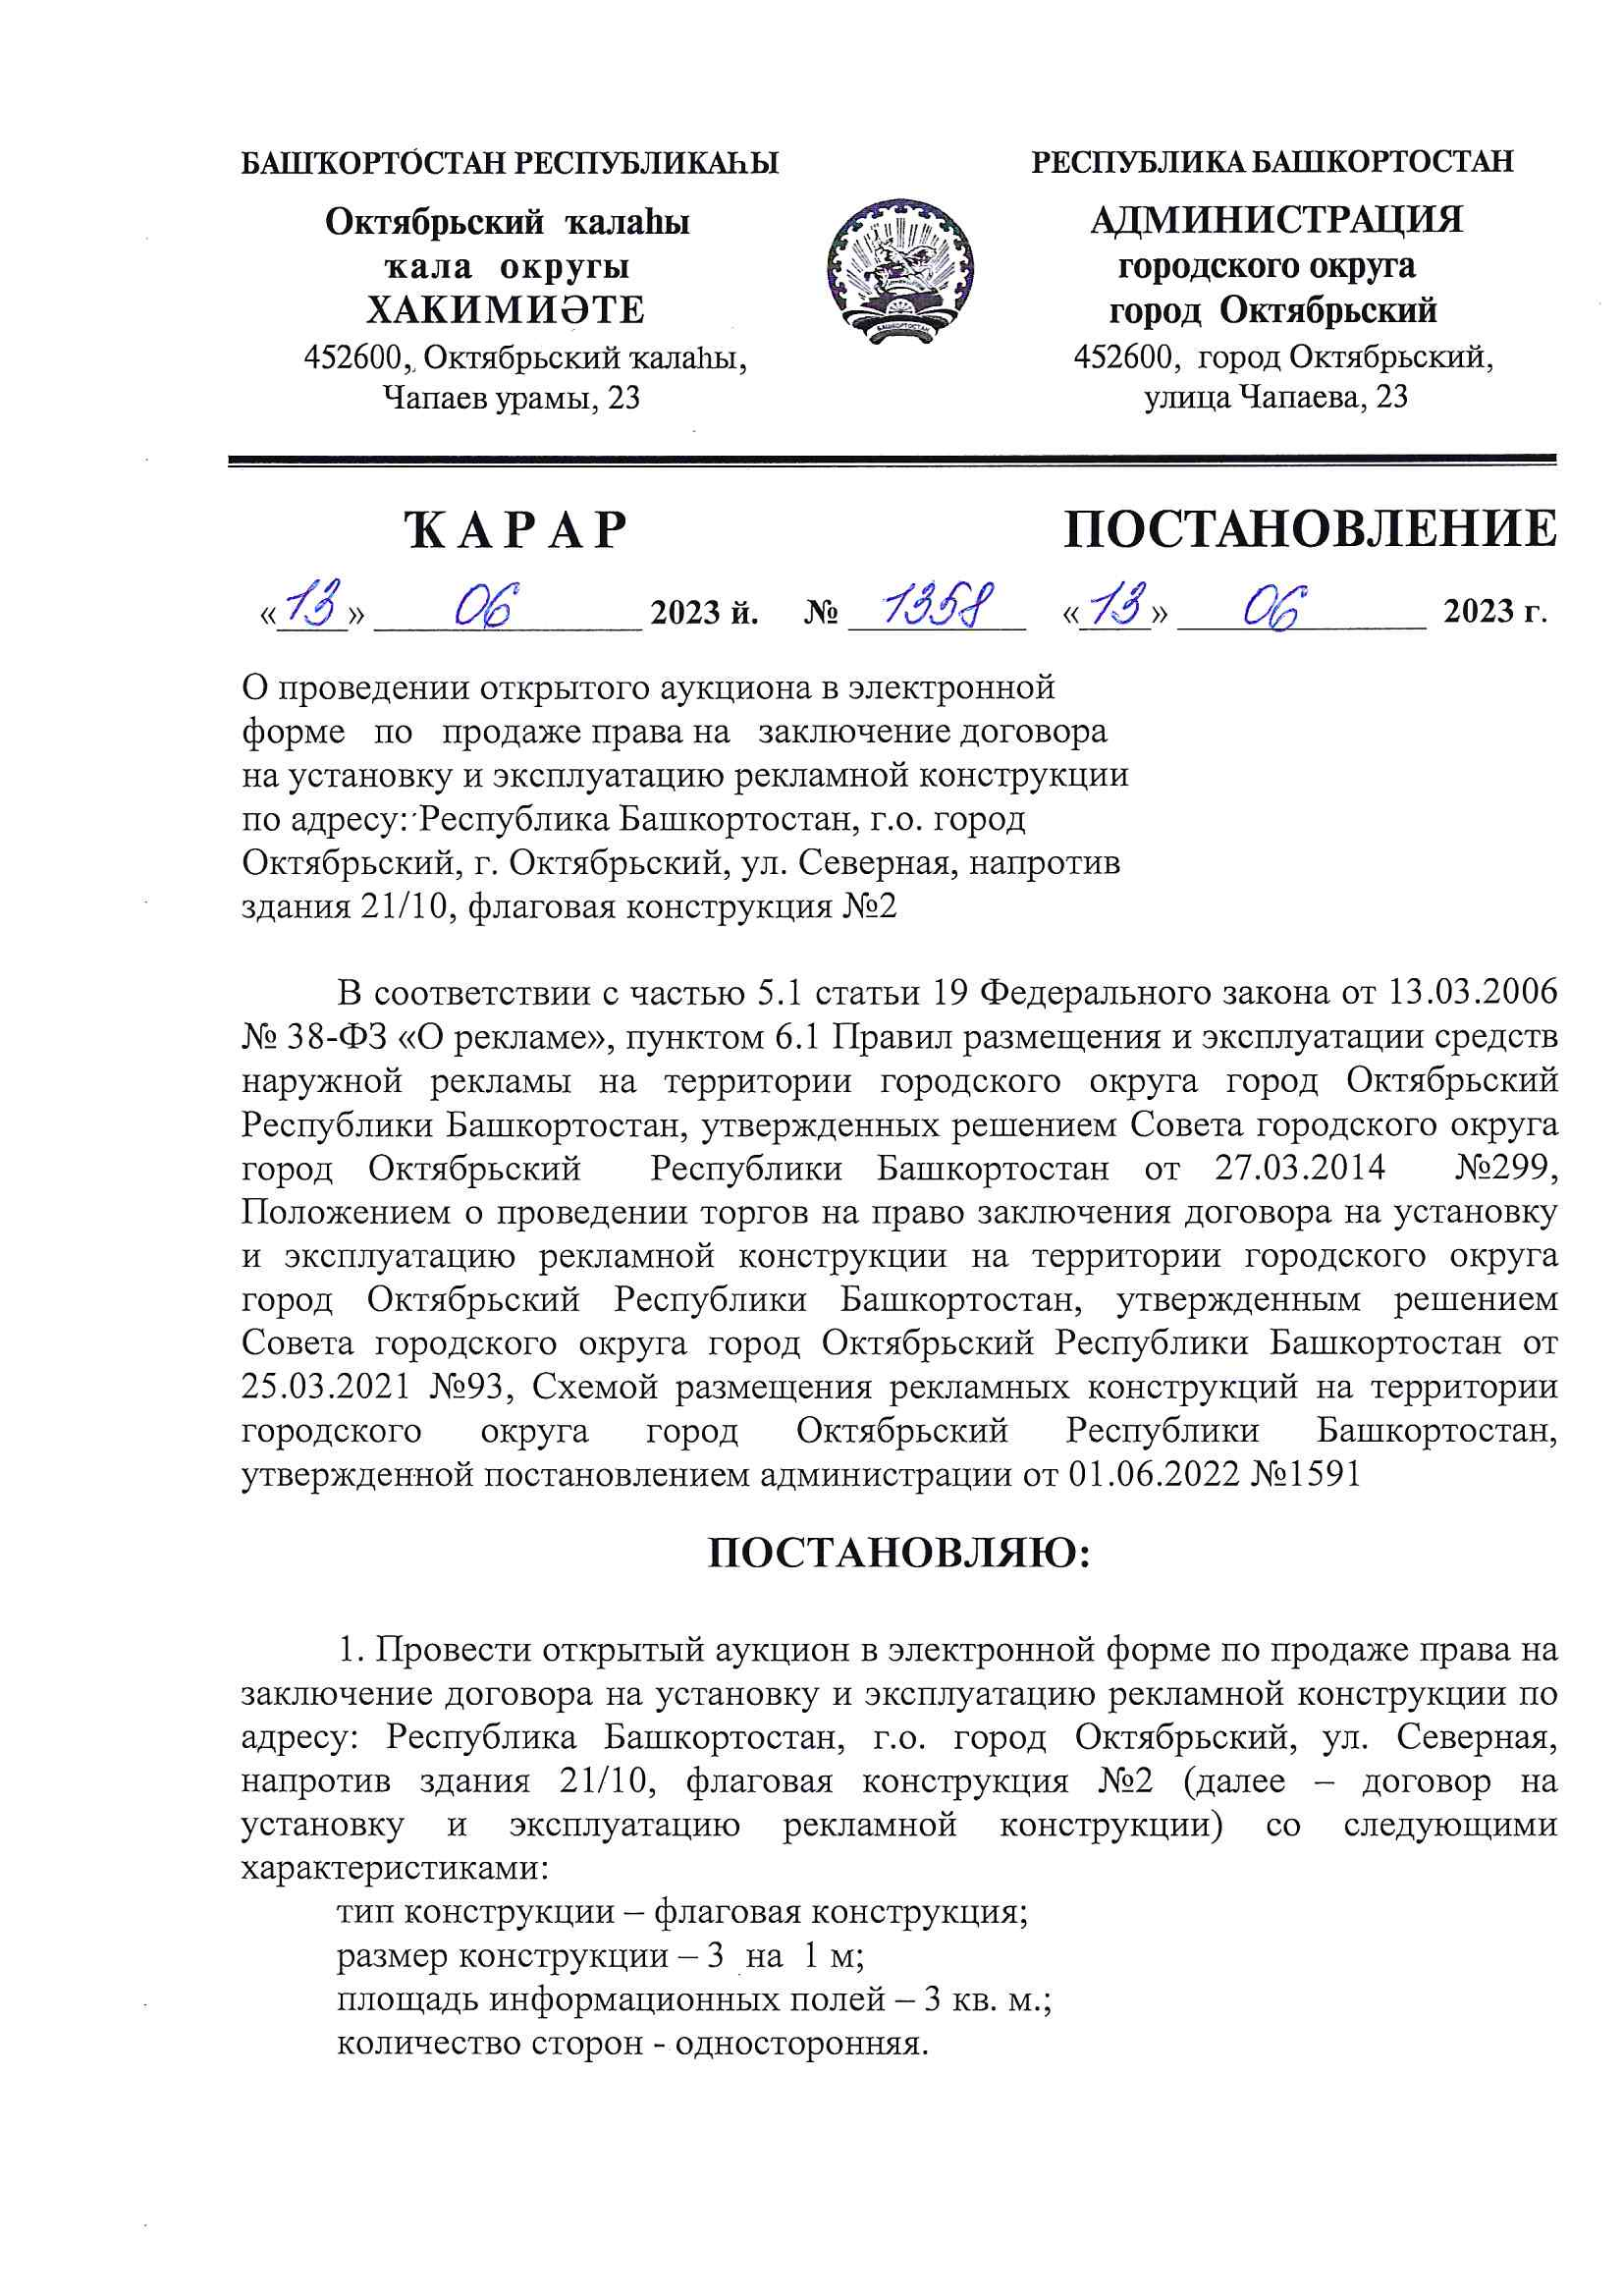 БАШҠОРТОСТАН РЕСПУБЛИКАҺЫ
Октябрьский ҡалаһы
ҡала округы
ХАКИМИӘТЕ
452600, Октябрьский ҡалаһы,
Чапаев урамы, 23
БАШКОРТОСТАН
РЕСПУБЛИКА БАШКОРТОСТАН
АДМИНИСТРАЦИЯ
городского округа
город Октябрьский
452600, город Октябрьский,
улица Чапаева, 23
ҠАРАР
ПОСТАНОВЛЕНИЕ
«13» 06 2023 й. № 1358 «13» 06 2023 г.
О проведении открытого аукциона в электронной
форме по продаже права на заключение договора
на установку и эксплуатацию рекламной конструкции
по адресу: Республика Башкортостан, г.о. город
Октябрьский, г. Октябрьский, ул. Северная, напротив
здания 21/10, флаговая конструкция №2
В соответствии с частью 5.1 статьи 19 Федерального закона от 13.03.2006
№ 38-ФЗ «О рекламе», пунктом 6.1 Правил размещения и эксплуатации средств
наружной рекламы на территории городского округа город Октябрьский
Республики Башкортостан, утвержденных решением Совета городского округа
город Октябрьский Республики Башкортостан от 27.03.2014 №299,
Положением о проведении торгов на право заключения договора на установку
и эксплуатацию рекламной конструкции на территории городского округа
город Октябрьский Республики Башкортостан, утвержденным решением
Совета городского округа город Октябрьский Республики Башкортостан от
25.03.2021 №93, Схемой размещения рекламных конструкций на территории
городского округа город Октябрьский Республики Башкортостан,
утвержденной постановлением администрации от 01.06.2022 №1591
ПОСТАНОВЛЯЮ:
1. Провести открытый аукцион в электронной форме по продаже права на
заключение договора на установку и эксплуатацию рекламной конструкции по
адресу: Республика Башкортостан, г.о. город Октябрьский, ул. Северная,
напротив здания 21/10, флаговая конструкция №2 (далее – договор на
установку и эксплуатацию рекламной конструкции) со следующими
характеристиками:
тип конструкции – флаговая конструкция;
размер конструкции – 3 на 1 м;
площадь информационных полей – 3 кв. м.;
количество сторон - односторонняя.